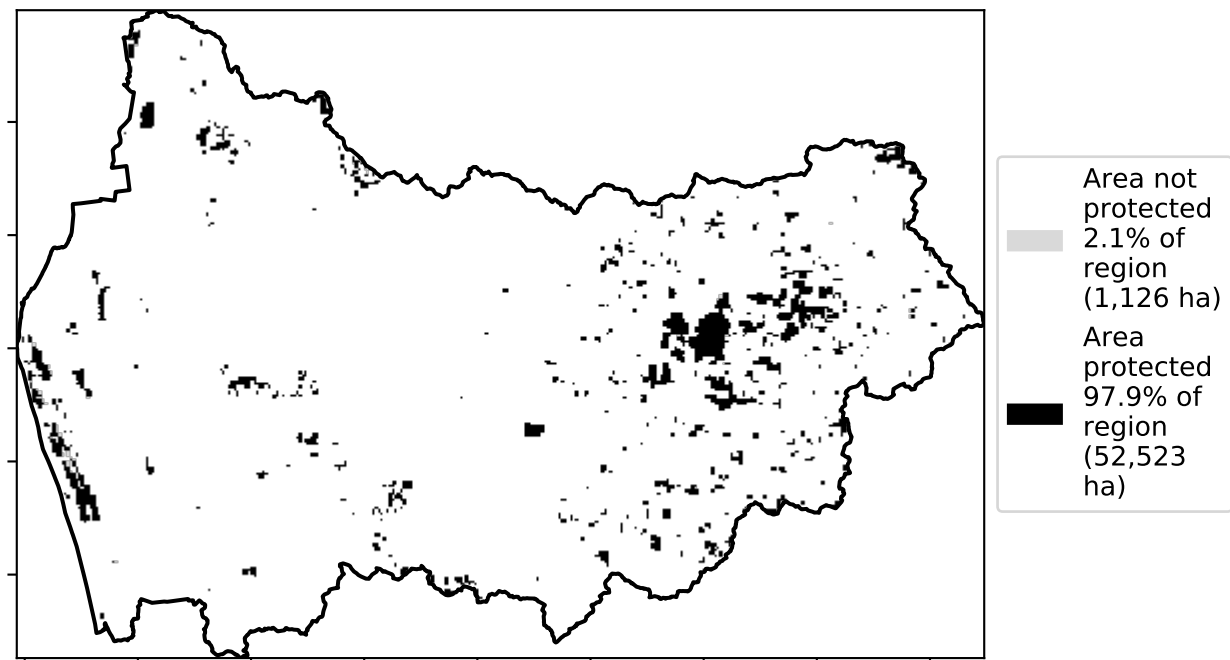 Area not
protected
2.1% of
region
(1,126 ha)
Area
protected
97.9% of
region
(52,523
ha)